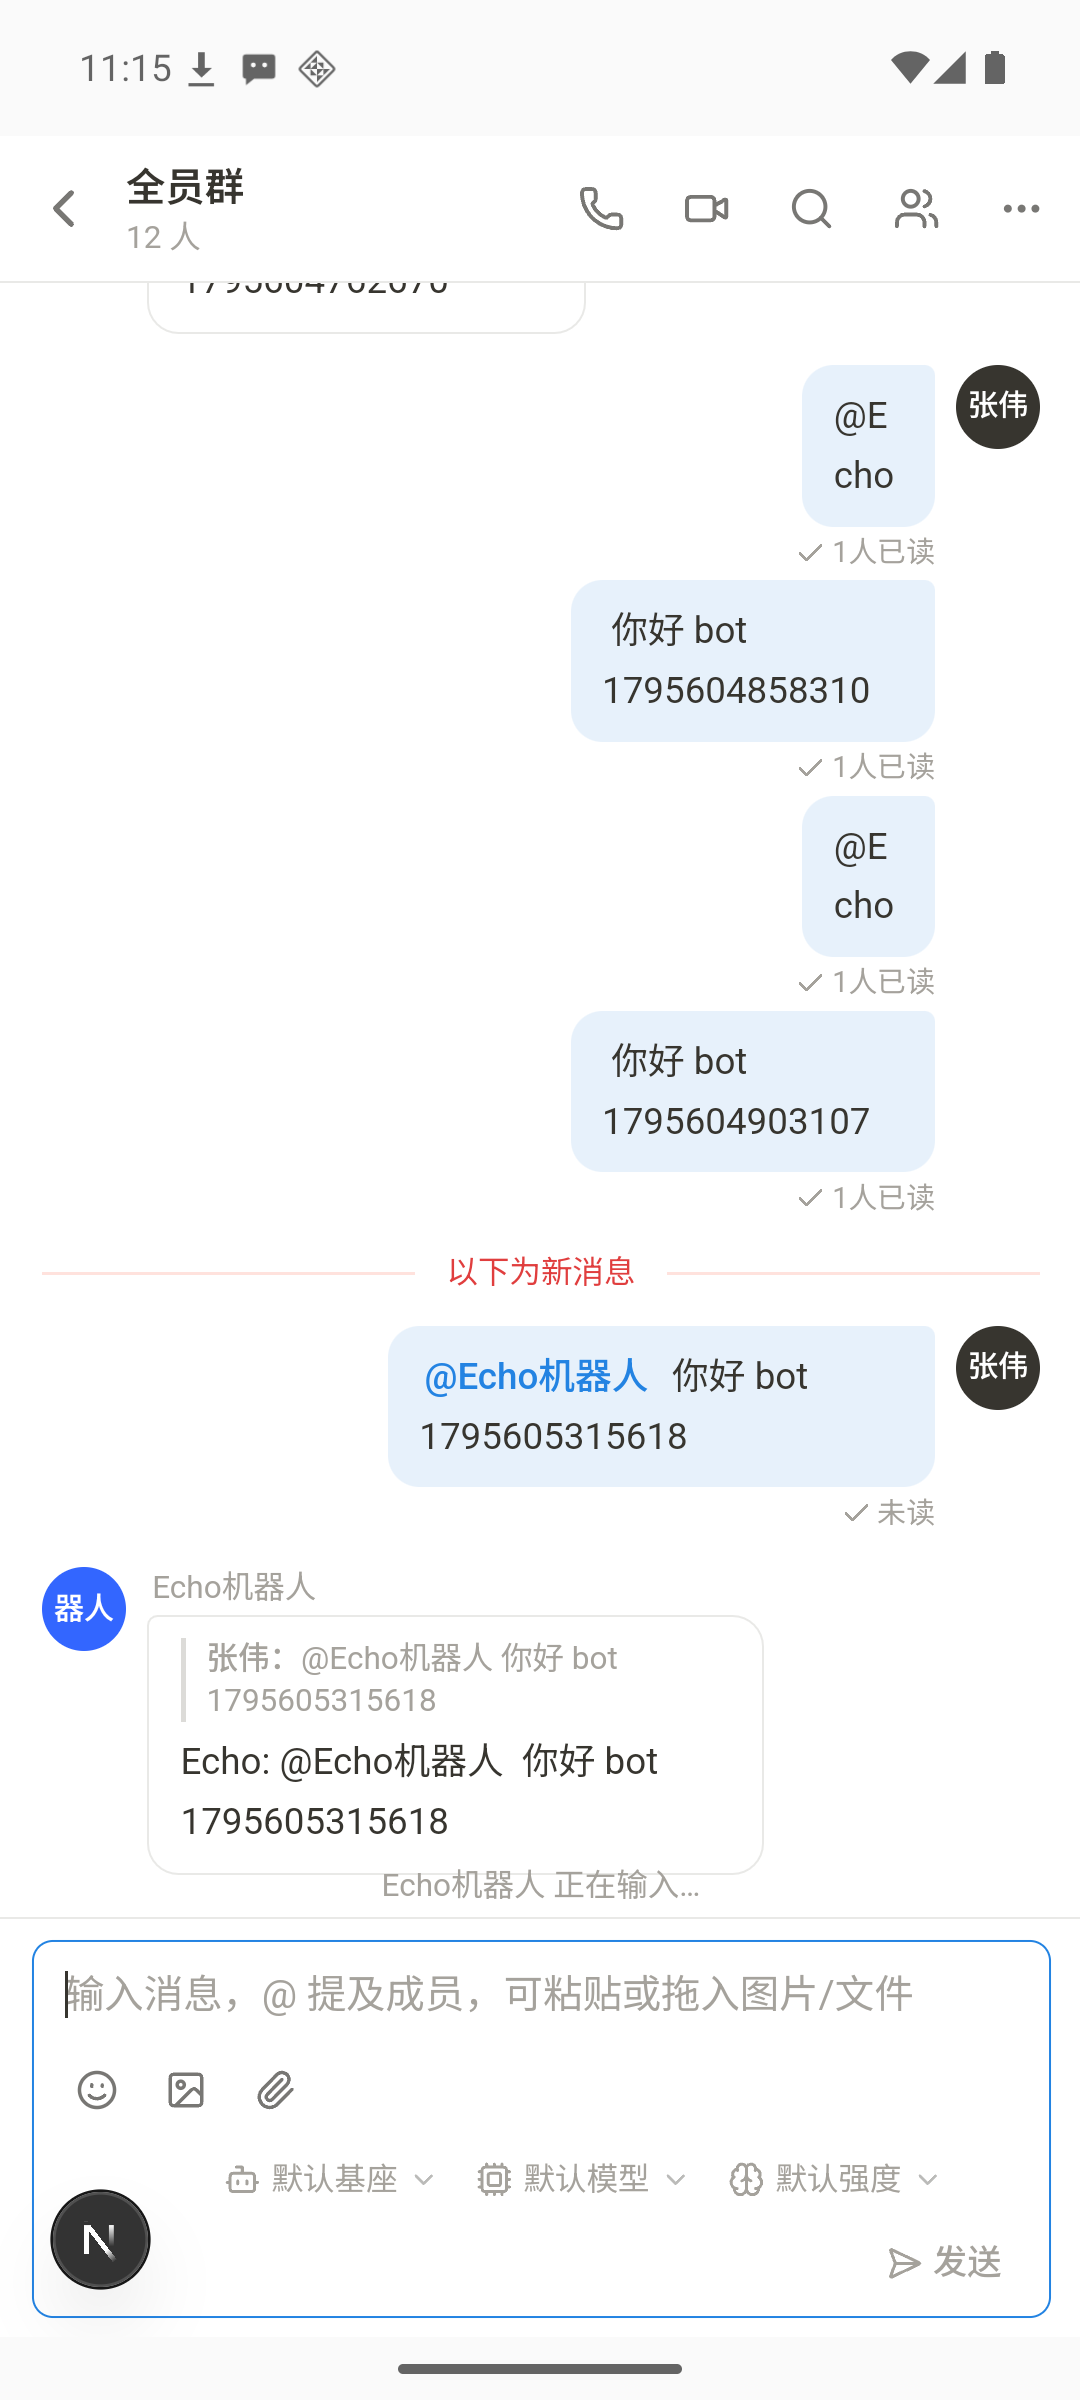 11:15
全员群
12 人
张伟
@E
cho
1人已读
你好 bot
1795604858310
1人已读
@E
cho
1人已读
你好 bot
1795604903107
1人已读
以下为新消息
张伟
@Echo机器人 你好 bot
1795605315618
未读
器人
Echo机器人
张伟：@Echo机器人 你好 bot
1795605315618
Echo: @Echo机器人 你好 bot
1795605315618
Echo机器人 正在输入...
输入消息，@ 提及成员，可粘贴或拖入图片/文件
默认基座
默认模型
默认强度
N
发送